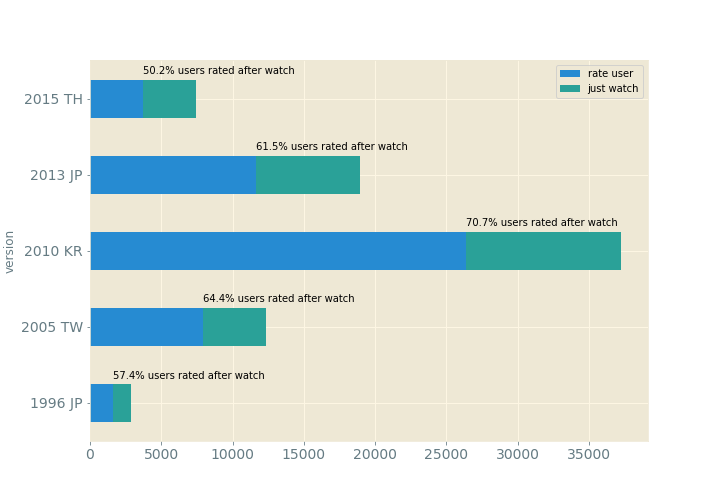 50.2% users rated after watch
rate user
just watch
2015 TH
61.5% users rated after watch
2013 JP
70.7% users rated after watch
version
2010 KR
64.4% users rated after watch
2005 TW
57.4% users rated after watch
1996 JP
0 5000 10000 15000 20000 25000 30000 35000